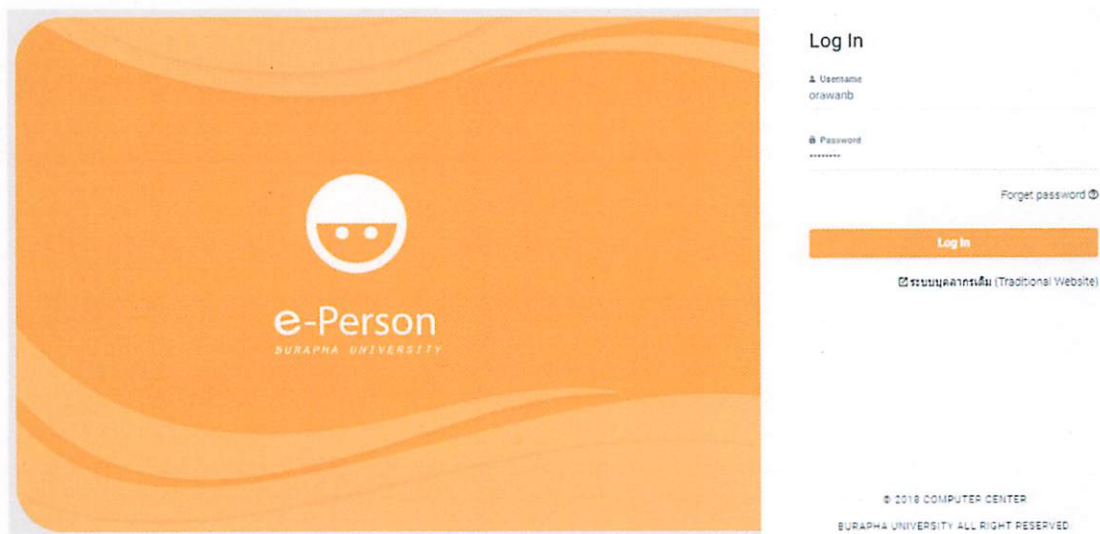 e-Person
BURAPHA UNIVERSITY
Log In
Username
orawanb
Password
········
Forget password
Log In
ระบบบุคลากรเดิม (Traditional Website)
© 2018 COMPUTER CENTER
BURAPHA UNIVERSITY ALL RIGHT RESERVED